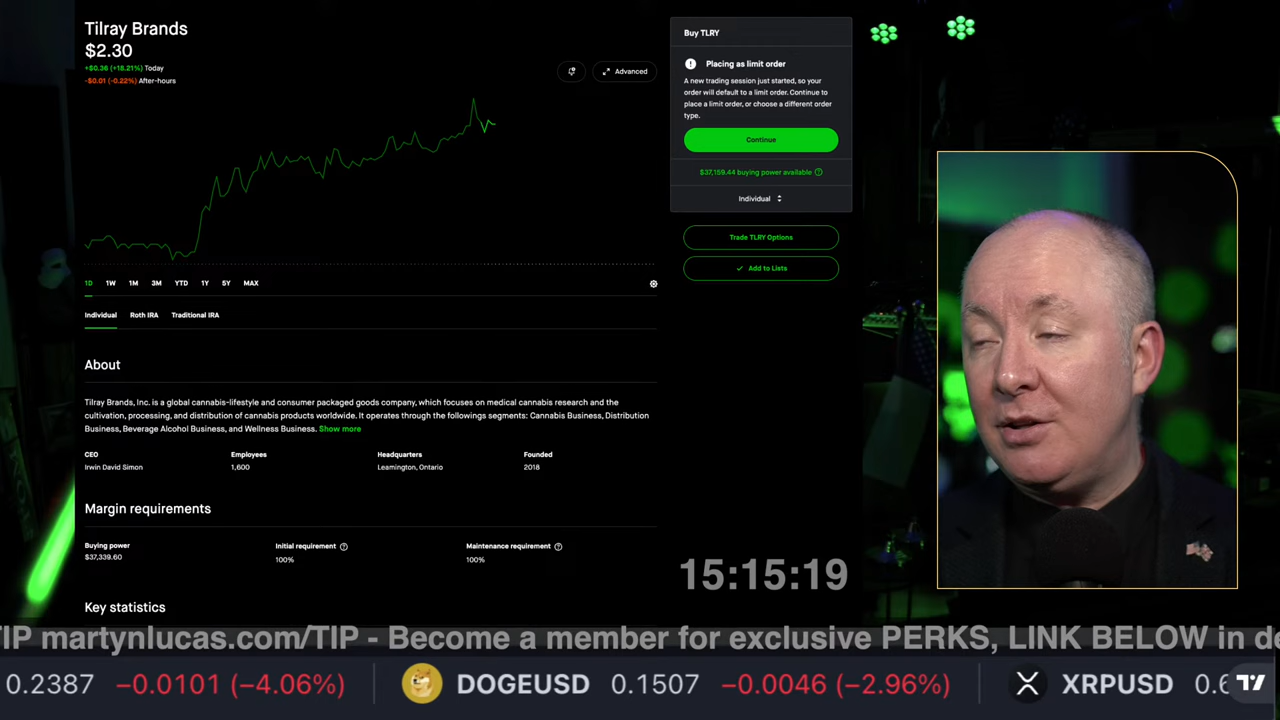 Tilray Brands
$2.30
+$0.36 (+18.21%) Today
-$0.01 (-0.22%) After-hours
Advanced
1D 1W 1M 3M YTD 1Y 5Y MAX
Individual Roth IRA Traditional IRA
About
Tilray Brands, Inc. is a global cannabis-lifestyle and consumer packaged goods company, which focuses on medical cannabis research and the
cultivation, processing, and distribution of cannabis products worldwide. It operates through the followings segments: Cannabis Business, Distribution
Business, Beverage Alcohol Business, and Wellness Business. Show more
CEO Employees Headquarters Founded
Irwin David Simon 1,600 Leamington, Ontario 2018
Margin requirements
Buying power Initial requirement Maintenance requirement
$37,339.60 100% 100%
Key statistics
Buy TLRY
Placing as limit order
A new trading session just started, so your
order will default to a limit order. Continue to
place a limit order, or choose a different order
type.
Continue
$37,159.44 buying power available
Individual
Trade TLRY Options
Add to Lists
15:15:19
TIP martynlucas.com/TIP - Become a member for exclusive PERKS, LINK BELOW in de
0.2387 −0.0101 (−4.06%) DOGEUSD 0.1507 −0.0046 (−2.96%) XRPUSD 0.6